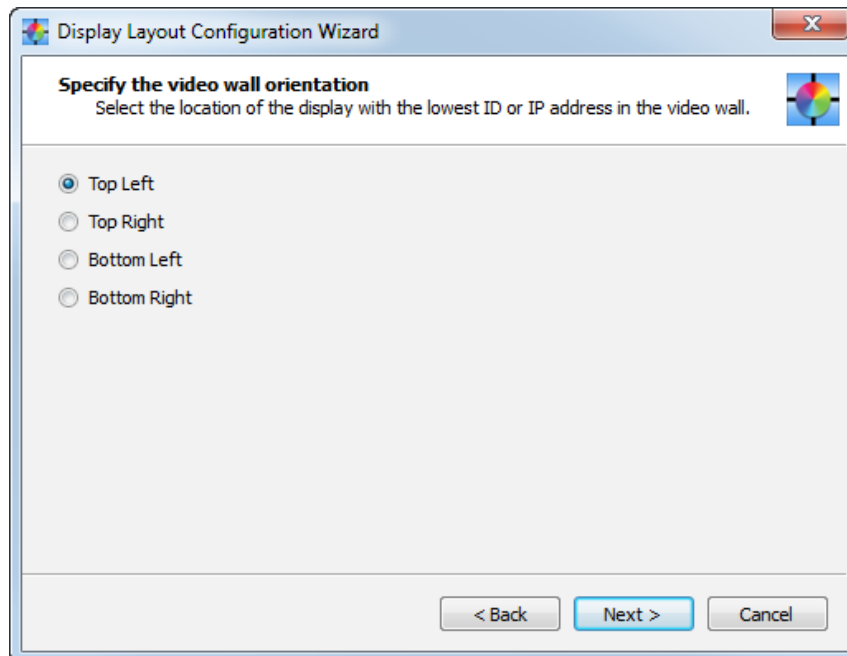 Display Layout Configuration Wizard
Specify the video wall orientation
Select the location of the display with the lowest ID or IP address in the video wall.
Top Left
Top Right
Bottom Left
Bottom Right
< Back
Next >
Cancel